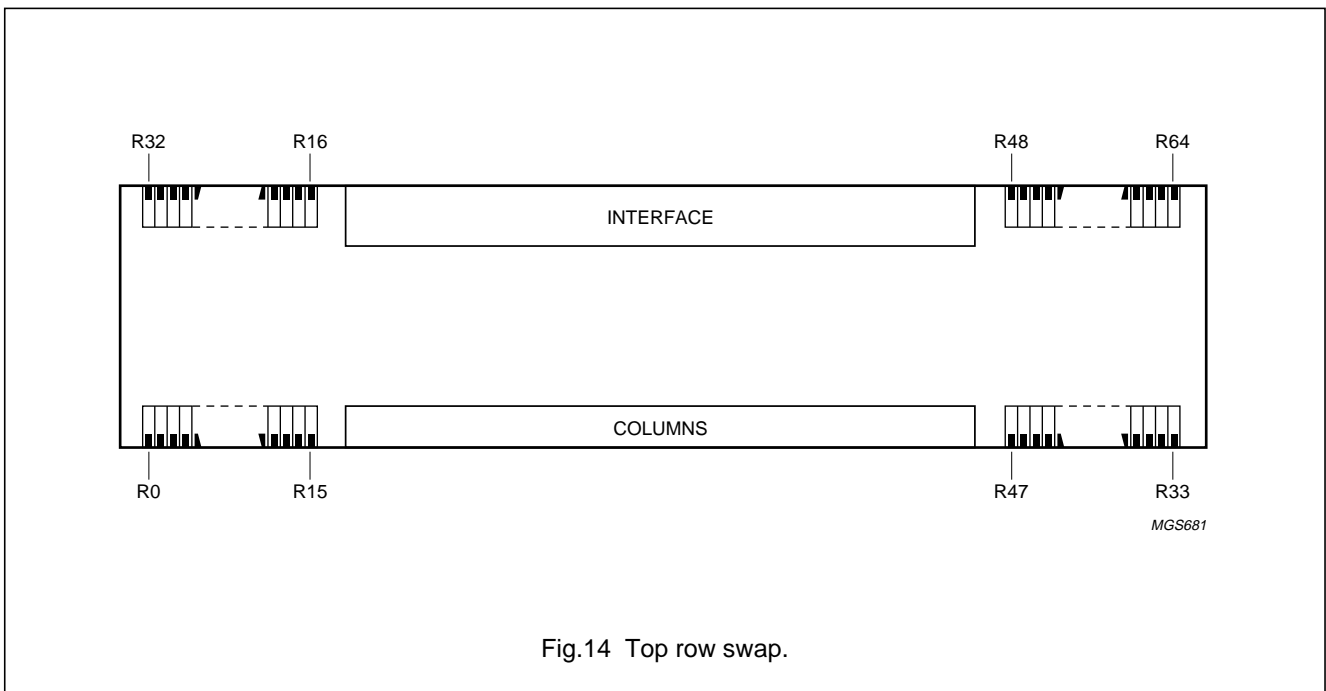 R32 R16 R48 R64
INTERFACE
COLUMNS
R0 R15 R47 R33
MGS681
Fig.14 Top row swap.